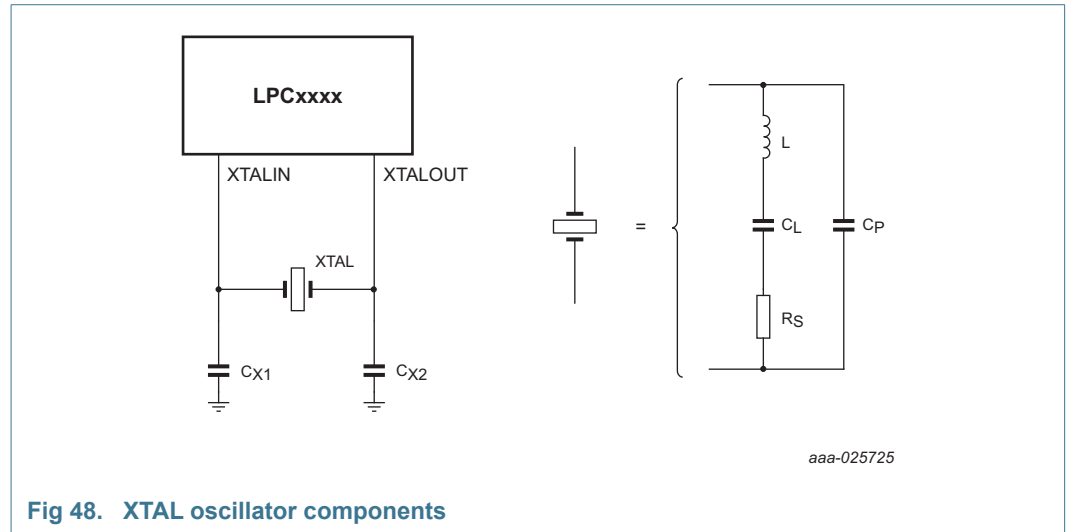 LPCxxxx
XTALIN
XTALOUT
XTAL
CX1
CX2
=
L
CL
CP
RS
aaa-025725
Fig 48. XTAL oscillator components